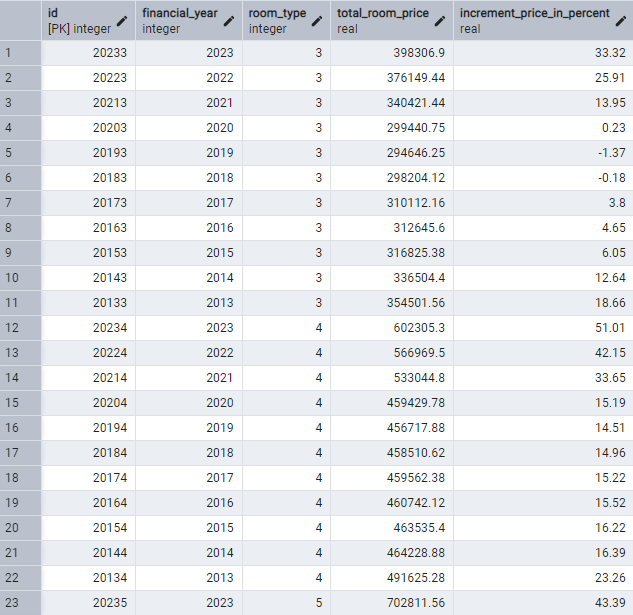 id financial_year room_type total_room_price increment_price_in_percent
[PK] integer integer integer real real
1 20233 2023 3 398306.9 33.32
2 20223 2022 3 376149.44 25.91
3 20213 2021 3 340421.44 13.95
4 20203 2020 3 299440.75 0.23
5 20193 2019 3 294646.25 -1.37
6 20183 2018 3 298204.12 -0.18
7 20173 2017 3 310112.16 3.8
8 20163 2016 3 312645.6 4.65
9 20153 2015 3 316825.38 6.05
10 20143 2014 3 336504.4 12.64
11 20133 2013 3 354501.56 18.66
12 20234 2023 4 602305.3 51.01
13 20224 2022 4 566969.5 42.15
14 20214 2021 4 533044.8 33.65
15 20204 2020 4 459429.78 15.19
16 20194 2019 4 456717.88 14.51
17 20184 2018 4 458510.62 14.96
18 20174 2017 4 459562.38 15.22
19 20164 2016 4 460742.12 15.52
20 20154 2015 4 463535.4 16.22
21 20144 2014 4 464228.88 16.39
22 20134 2013 4 491625.28 23.26
23 20235 2023 5 702811.56 43.39